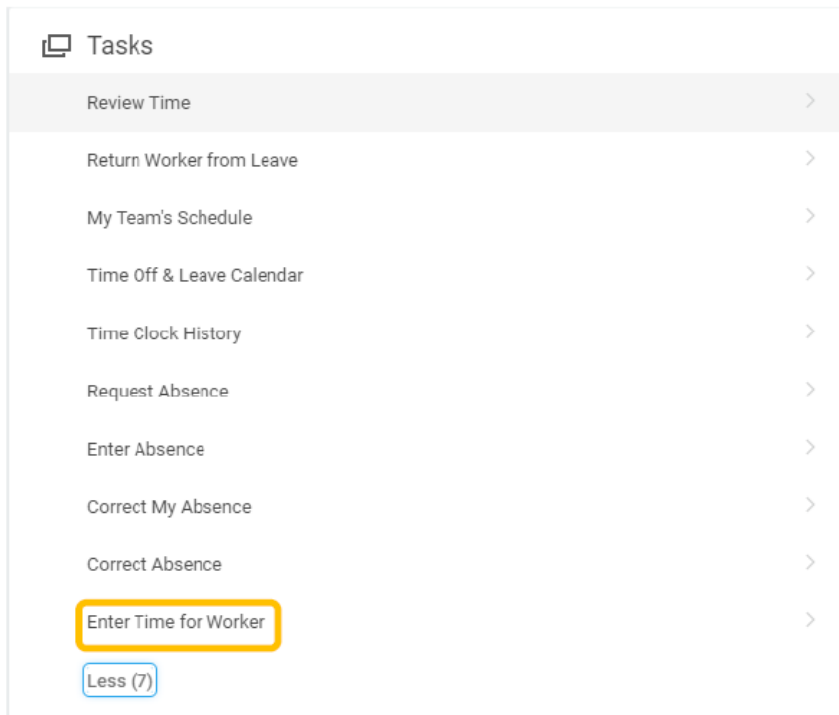 Tasks
Review Time
Return Worker from Leave
My Team's Schedule
Time Off & Leave Calendar
Time Clock History
Request Absence
Enter Absence
Correct My Absence
Correct Absence
Enter Time for Worker
Less (7)